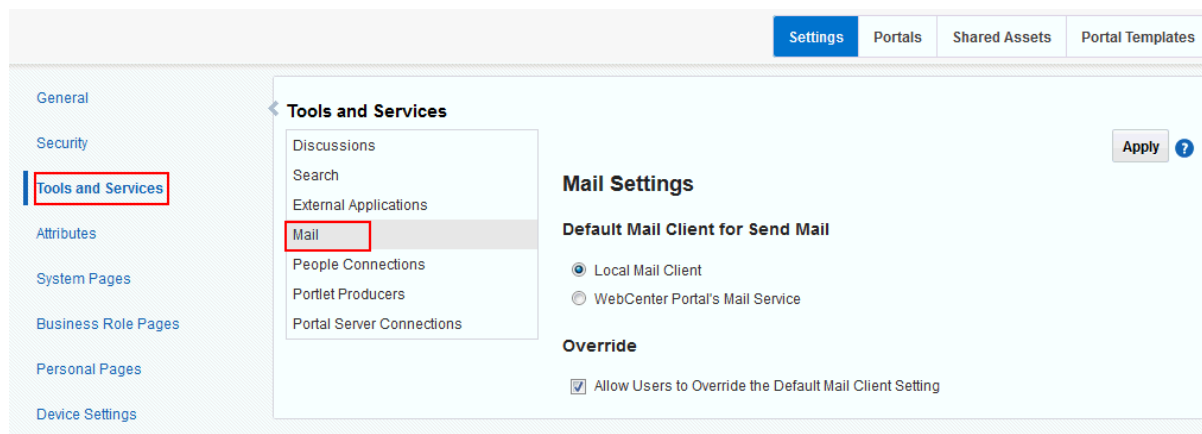 Settings Portals Shared Assets Portal Templates
General
Security
Tools and Services
Attributes
System Pages
Business Role Pages
Personal Pages
Device Settings
Tools and Services
Discussions
Search
External Applications
Mail
People Connections
Portlet Producers
Portal Server Connections
Apply ?
Mail Settings
Default Mail Client for Send Mail
Local Mail Client
WebCenter Portal's Mail Service
Override
Allow Users to Override the Default Mail Client Setting